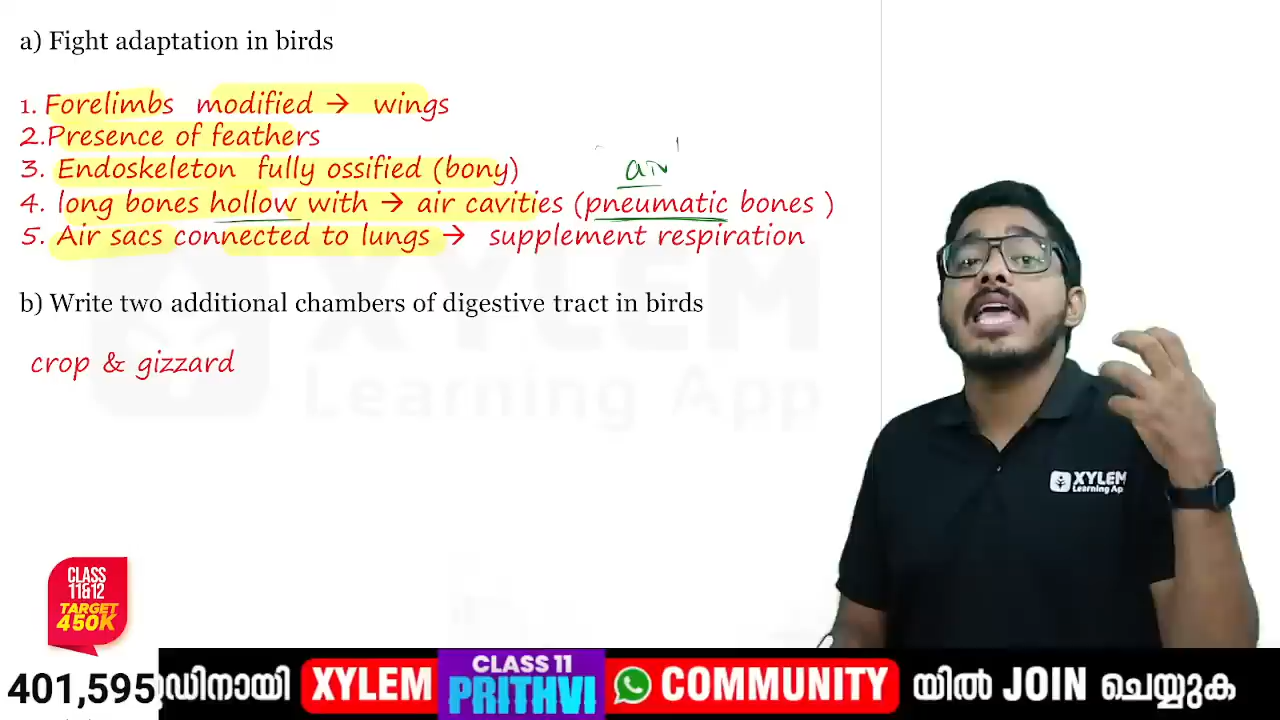 a) Fight adaptation in birds
1. Forelimbs modified → wings
2.Presence of feathers
3. Endoskeleton fully ossified (bony)
air
4. long bones hollow with → air cavities (pneumatic bones )
5. Air sacs connected to lungs → supplement respiration
b) Write two additional chambers of digestive tract in birds
crop & gizzard
XYLEM
Learning App
XYLEM
Learning Ap
CLASS
11&12
TARGET
450K
401,595
XYLEM CLASS 11 PRITHVI COMMUNITY യിൽ JOIN ചെയ്യുക